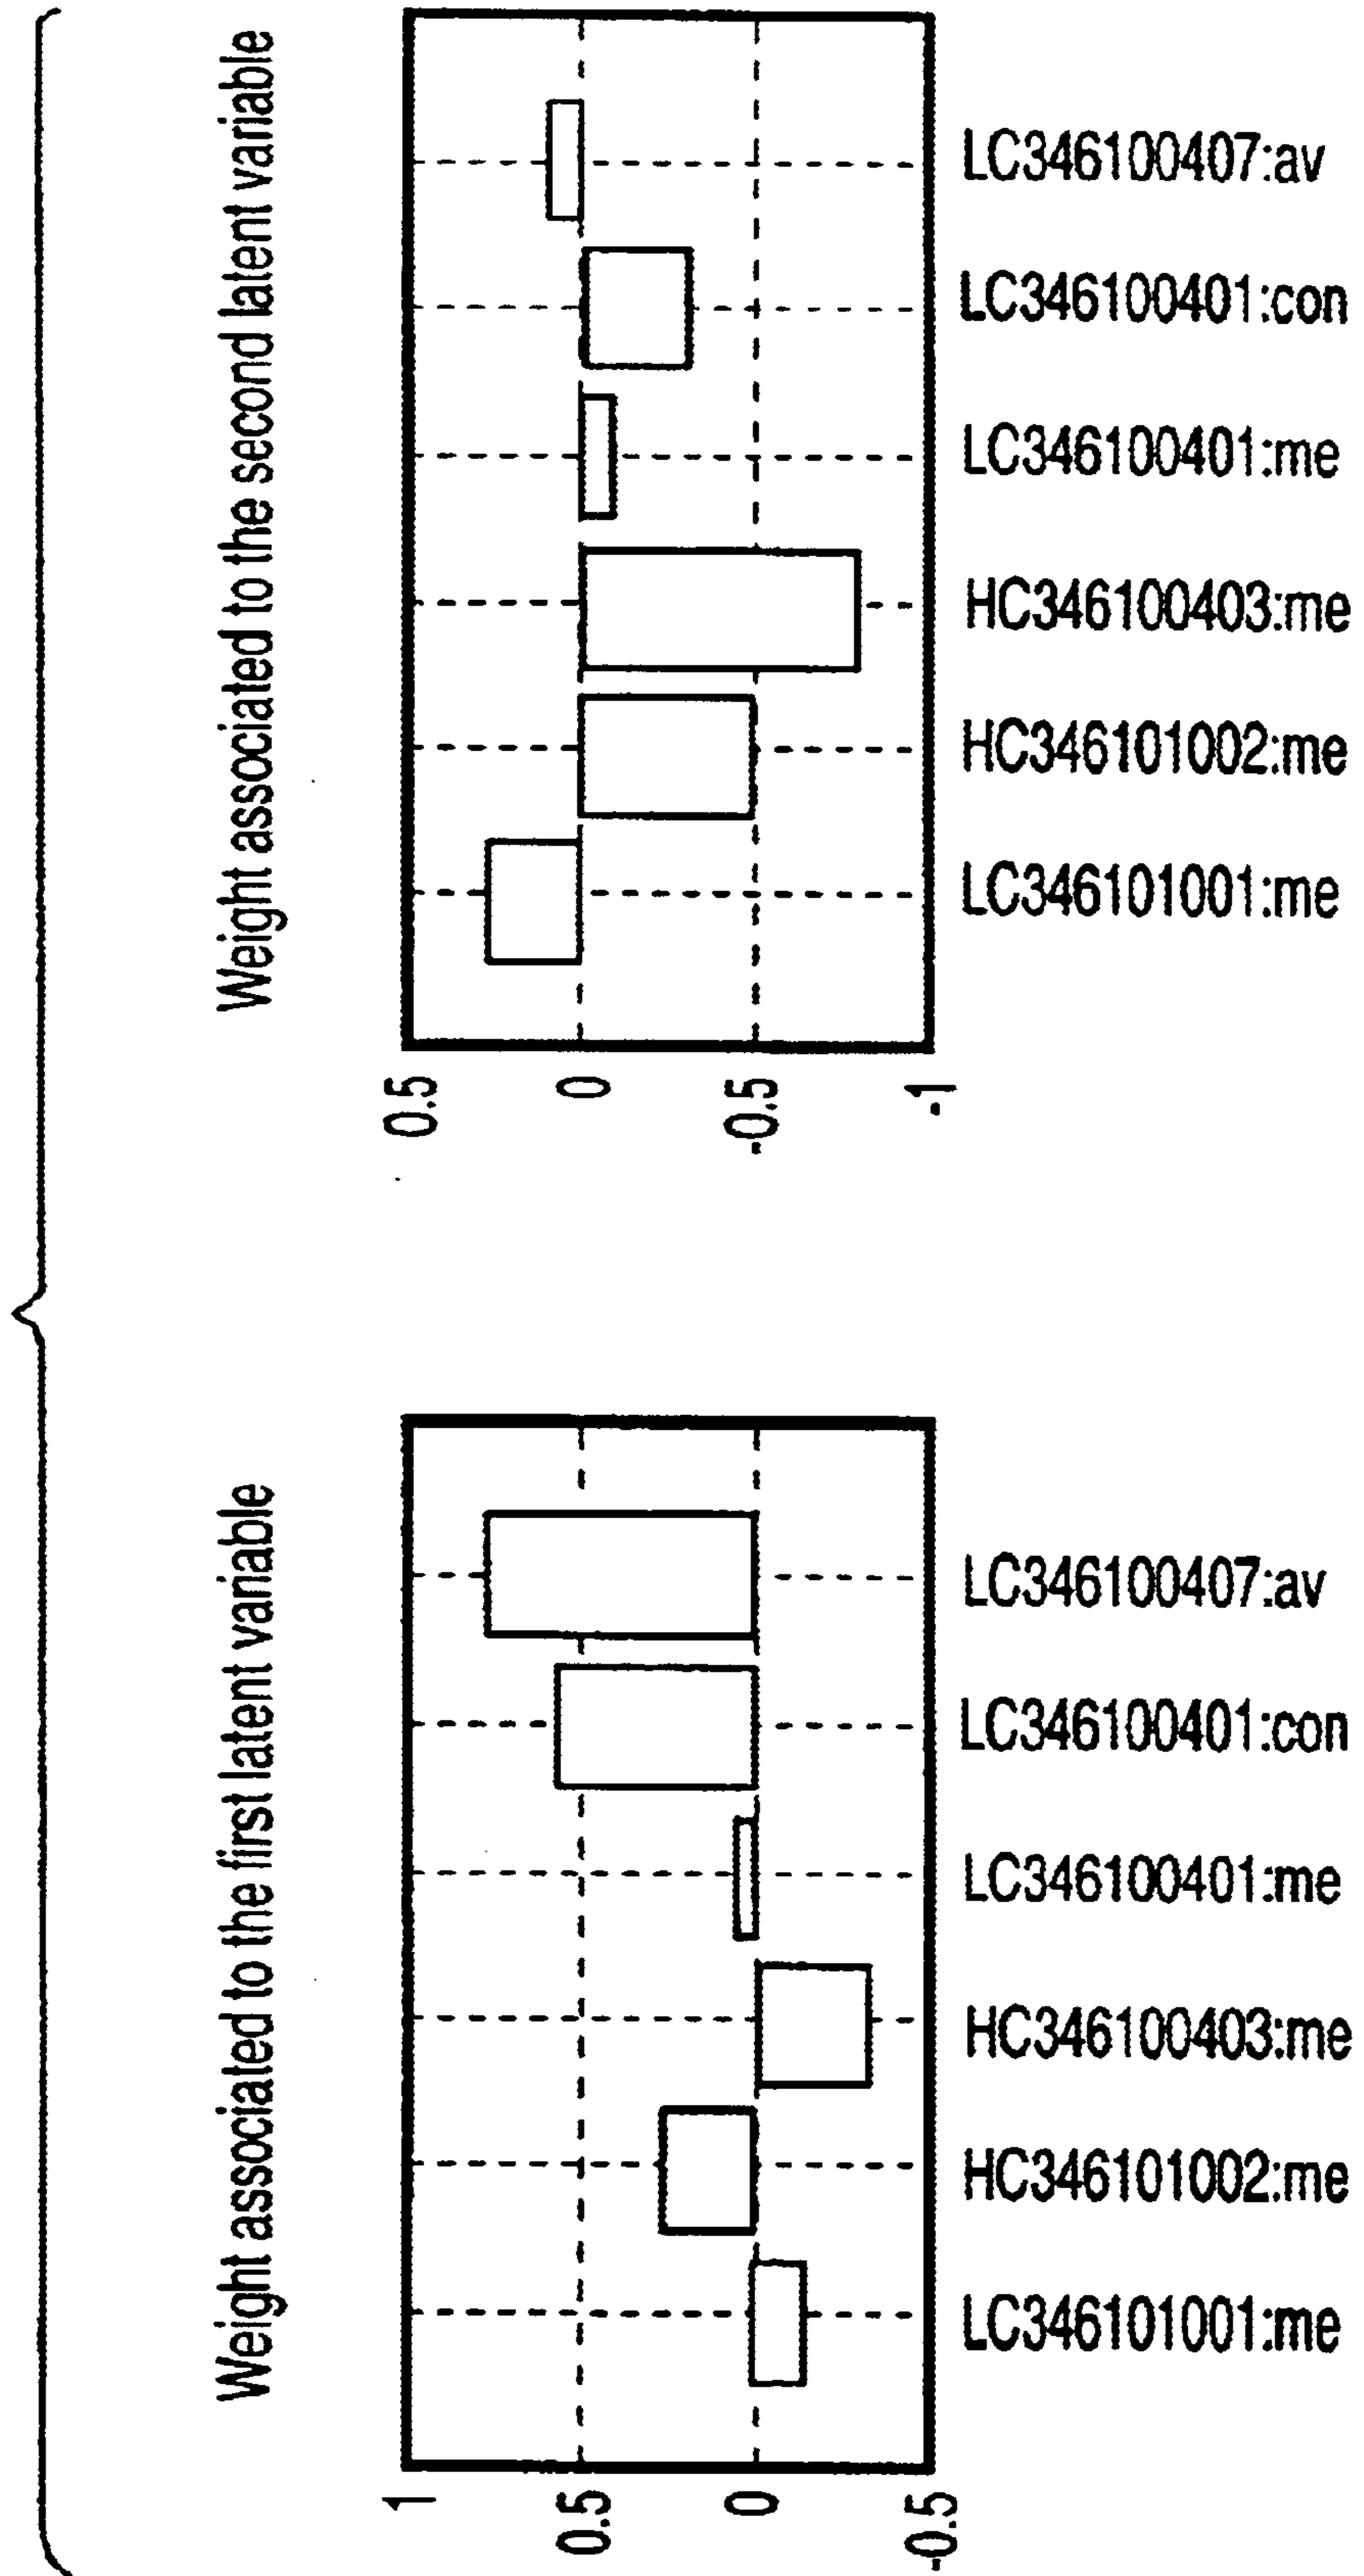 Weight associated to the first latent variable
1
0.5
0
-0.5
LC346101001:me
HC346101002:me
HC346100403:me
LC346100401:me
LC346100401:con
LC346100407:av
Weight associated to the second latent variable
0.5
0
-0.5
-1
LC346101001:me
HC346101002:me
HC346100403:me
LC346100401:me
LC346100401:con
LC346100407:av